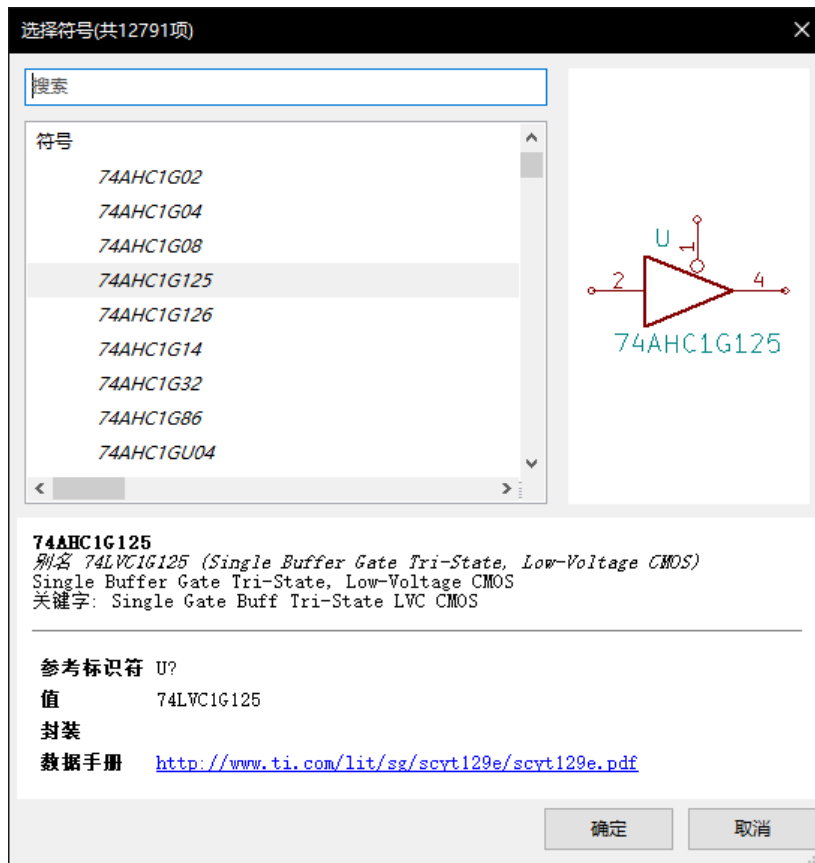 选择符号(共12791项)
搜索
符号
74AHC1G02
74AHC1G04
74AHC1G08
74AHC1G125
74AHC1G126
74AHC1G14
74AHC1G32
74AHC1G86
74AHC1GU04
U
1
2
4
74AHC1G125
74AHC1G125
别名 74LVC1G125 (Single Buffer Gate Tri-State, Low-Voltage CMOS)
Single Buffer Gate Tri-State, Low-Voltage CMOS
关键字: Single Gate Buff Tri-State LVC CMOS
参考标识符 U?
值 74LVC1G125
封装
数据手册 http://www.ti.com/lit/sg/scyt129e/scyt129e.pdf
确定 取消